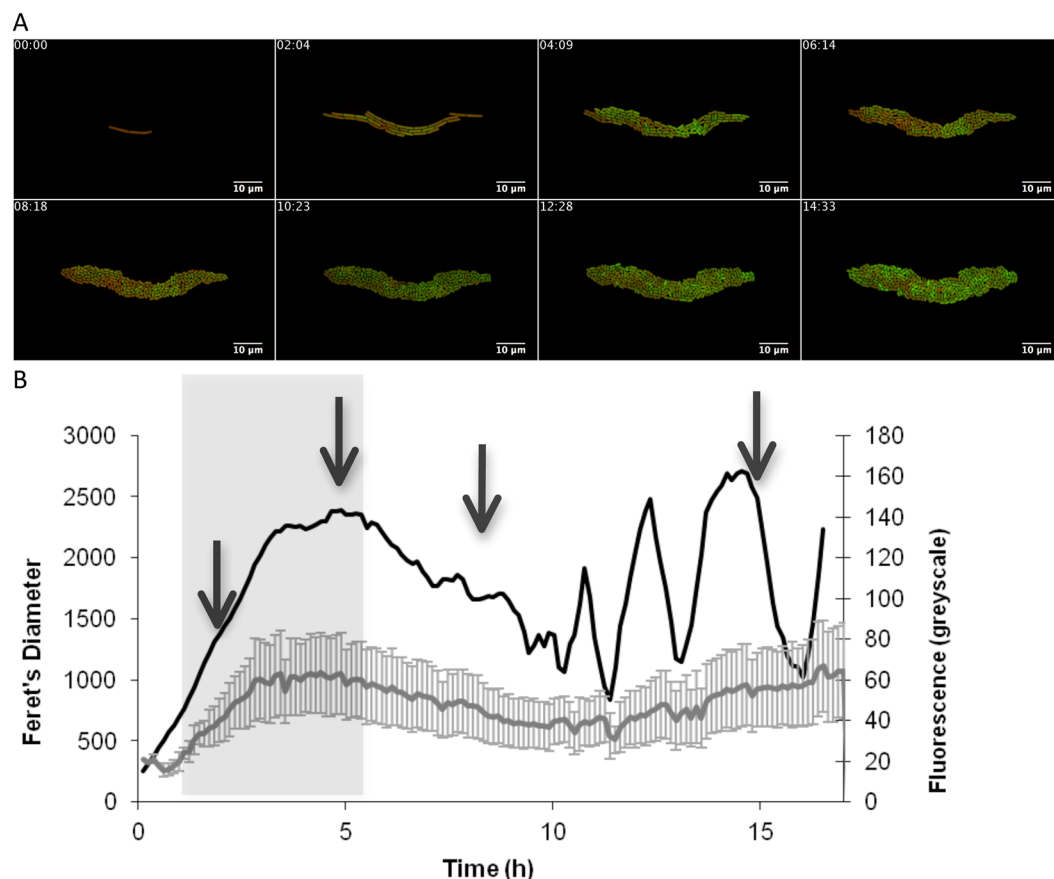 A
00:00 02:04 04:09 06:14
10 µm 10 µm 10 µm 10 µm
08:18 10:23 12:28 14:33
10 µm 10 µm 10 µm 10 µm
B
3000 180
2500 160
140
2000 120
1500 100
80
1000 60
500 40
20
0 0
0 5 10 15
Feret's Diameter
Fluorescence (greyscale)
Time (h)